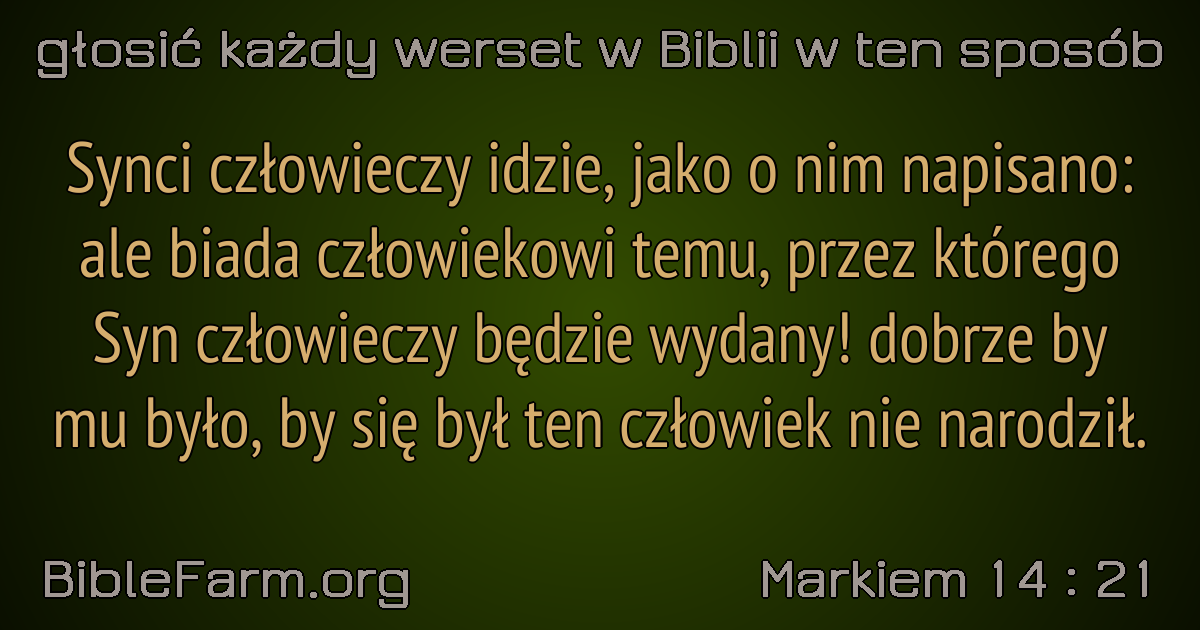 głosić każdy werset w Biblii w ten sposób
Synci człowieczy idzie, jako o nim napisano:
ale biada człowiekowi temu, przez którego
Syn człowieczy będzie wydany! dobrze by
mu było, by się był ten człowiek nie narodził.
BibleFarm.org
Markiem 14 : 21